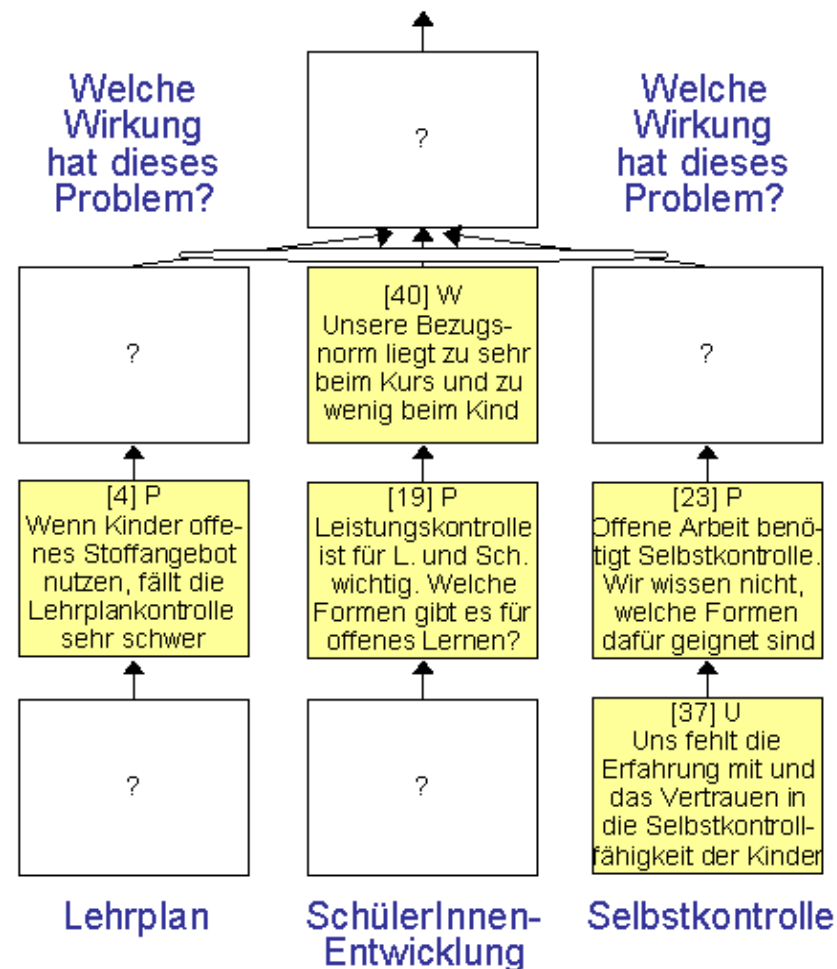 Welche
Wirkung
hat dieses
Problem?
?
Welche
Wirkung
hat dieses
Problem?
?
[40] W
Unsere Bezugs-
norm liegt zu sehr
beim Kurs und zu
wenig beim Kind
?
[4] P
Wenn Kinder offe-
nes Stoffangebot
nutzen, fällt die
Lehrplankontrolle
sehr schwer
[19] P
Leistungskontrolle
ist für L. und Sch.
wichtig. Welche
Formen gibt es für
offenes Lernen?
[23] P
Offene Arbeit benö-
tigt Selbstkontrolle.
Wir wissen nicht,
welche Formen
dafür geignet sind
?
?
[37] U
Uns fehlt die
Erfahrung mit und
das Vertrauen in
die Selbstkontroll-
fähigkeit der Kinder
Lehrplan
SchülerInnen-
Entwicklung
Selbstkontrolle